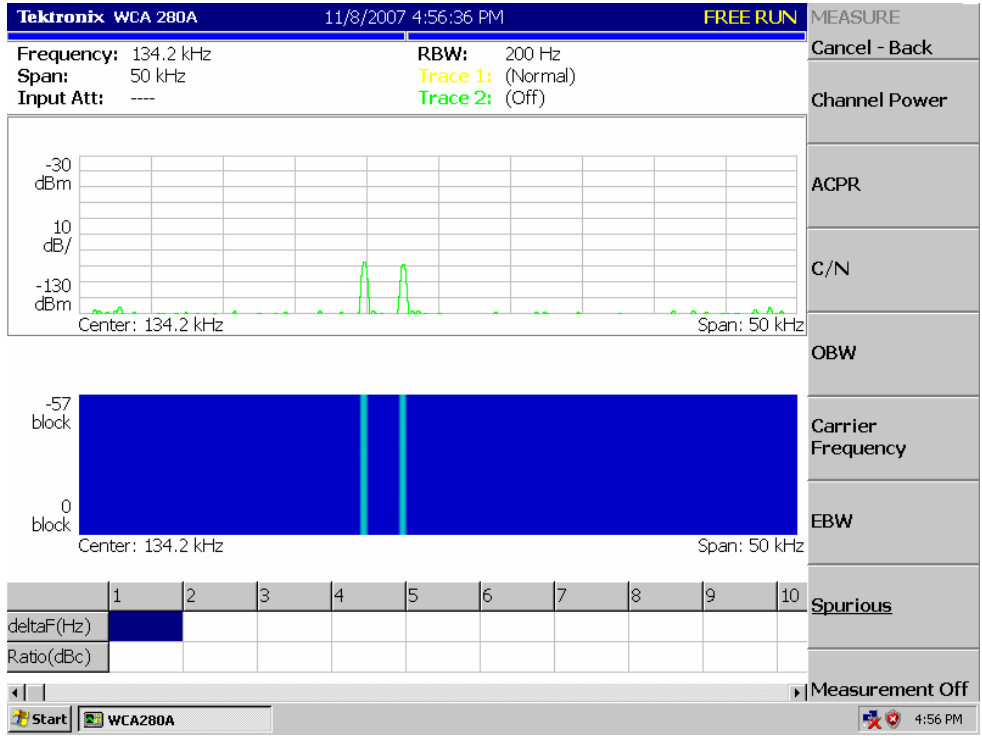 Tektronix WCA 280A 11/8/2007 4:56:36 PM FREE RUN
Frequency: 134.2 kHz RBW: 200 Hz
Span: 50 kHz Trace 1: (Normal)
Input Att: ---- Trace 2: (Off)
-30
dBm
10
dB/
-130
dBm
Center: 134.2 kHz Span: 50 kHz
-57
block
0
block
Center: 134.2 kHz Span: 50 kHz
1 2 3 4 5 6 7 8 9 10
deltaF(Hz)
Ratio(dBc)
MEASURE
Cancel - Back
Channel Power
ACPR
C/N
OBW
Carrier
Frequency
EBW
Spurious
Measurement Off
Start WCA280A 4:56 PM